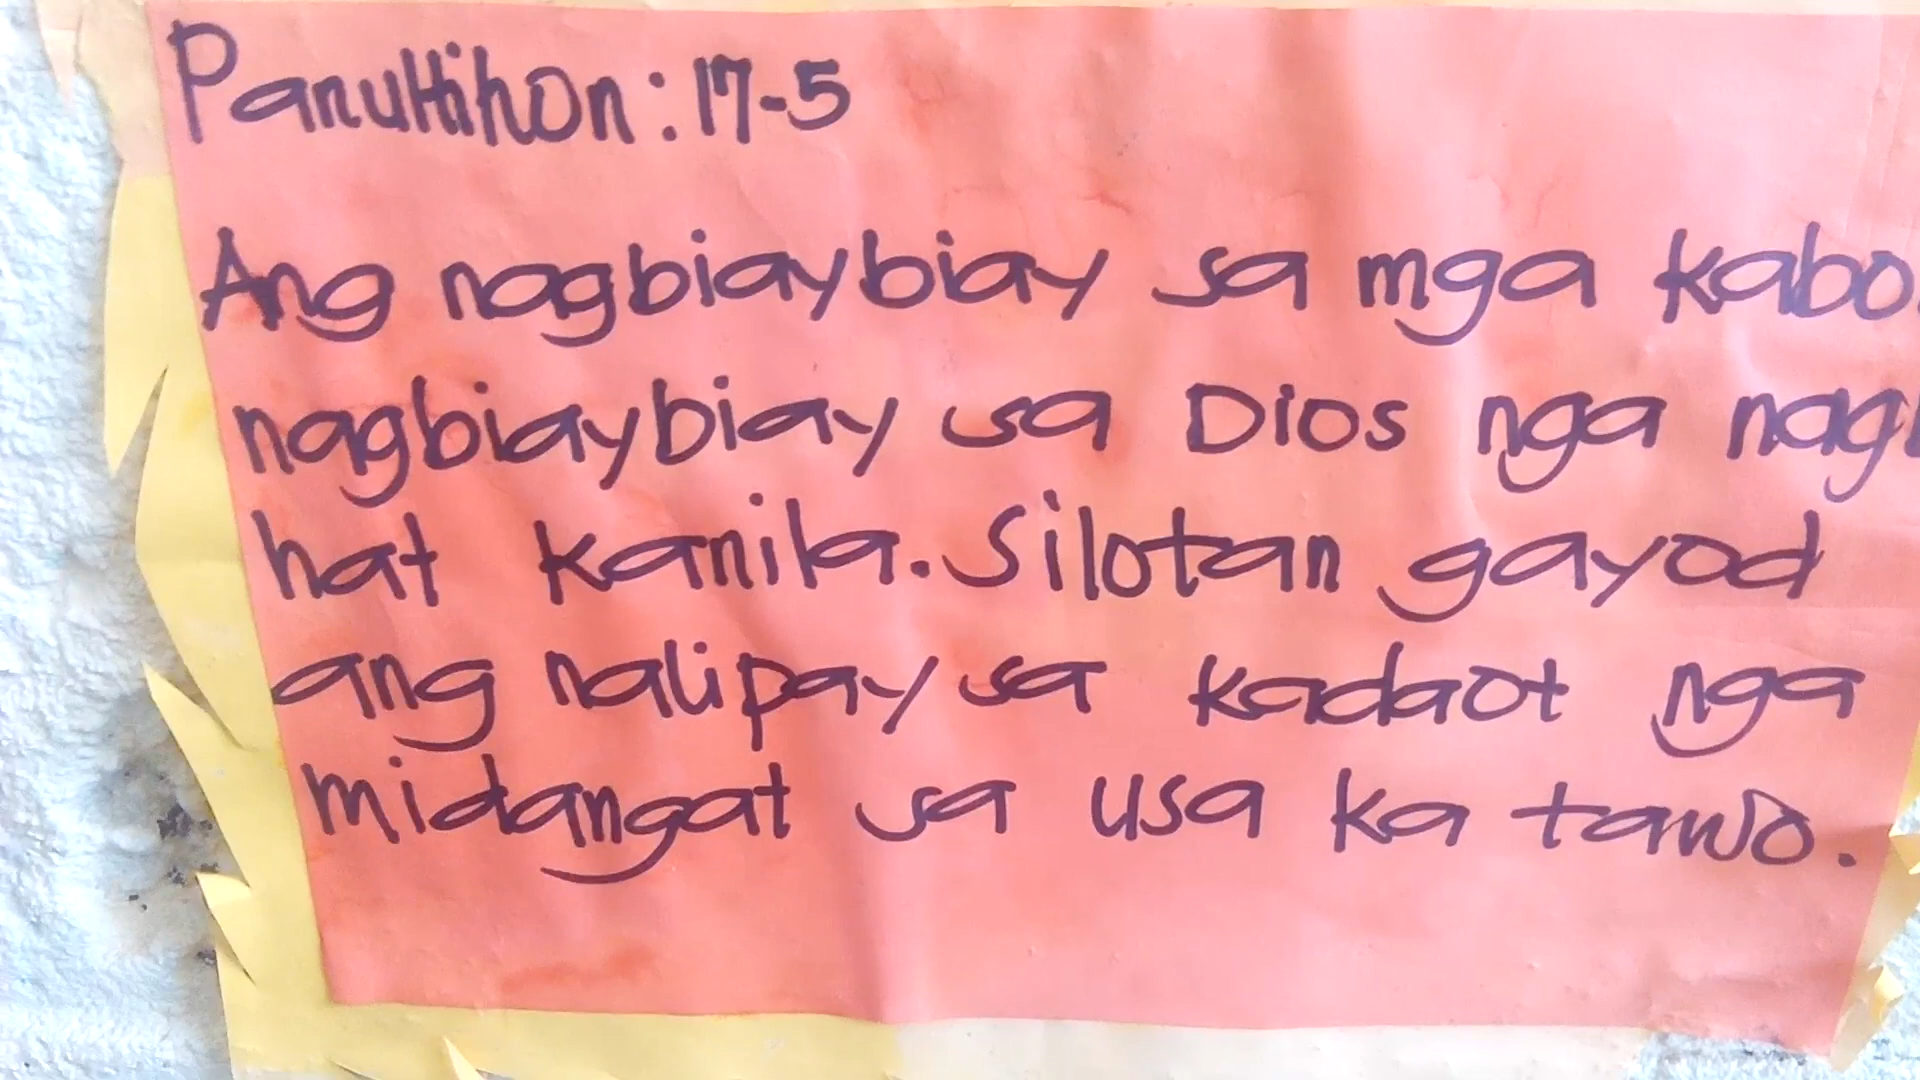 Panultihon: 17-5
Ang nagbiaybiay sa mga kabo
nagbiaybiay sa Dios nga nag
hat kanila. Silotan gayod
ang nalipay sa kadaot nga
midangat sa usa ka tawo.